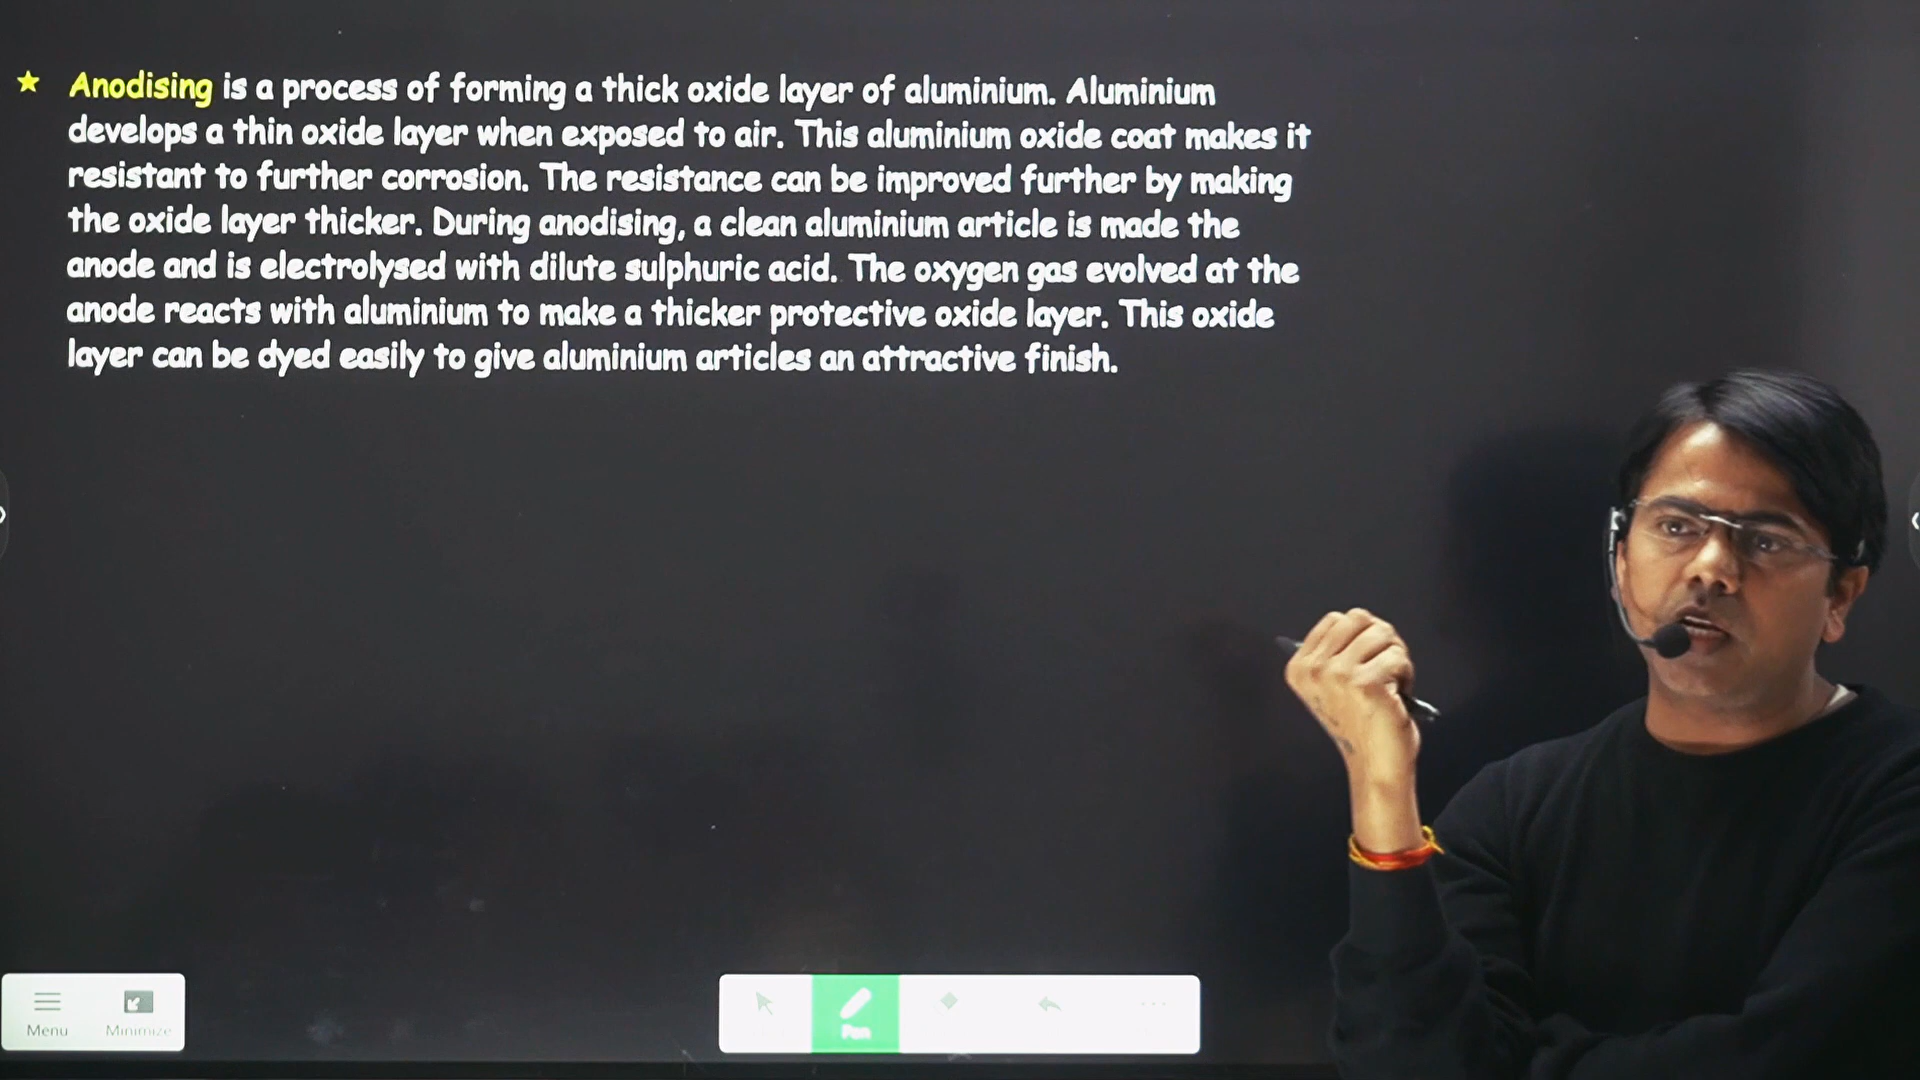 ★ Anodising is a process of forming a thick oxide layer of aluminium. Aluminium
develops a thin oxide layer when exposed to air. This aluminium oxide coat makes it
resistant to further corrosion. The resistance can be improved further by making
the oxide layer thicker. During anodising, a clean aluminium article is made the
anode and is electrolysed with dilute sulphuric acid. The oxygen gas evolved at the
anode reacts with aluminium to make a thicker protective oxide layer. This oxide
layer can be dyed easily to give aluminium articles an attractive finish.
Menu Minimize Pen